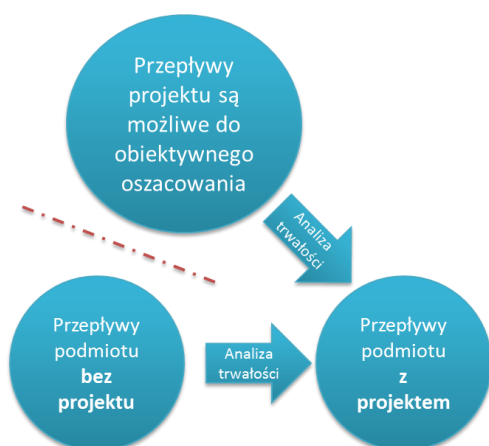 Przepływy
projektu są
możliwe do
obiektywnego
oszacowania
Analiza
trwałości
Przepływy
podmiotu
bez
projektu
Analiza
trwałości
Przepływy
podmiotu
z
projektem